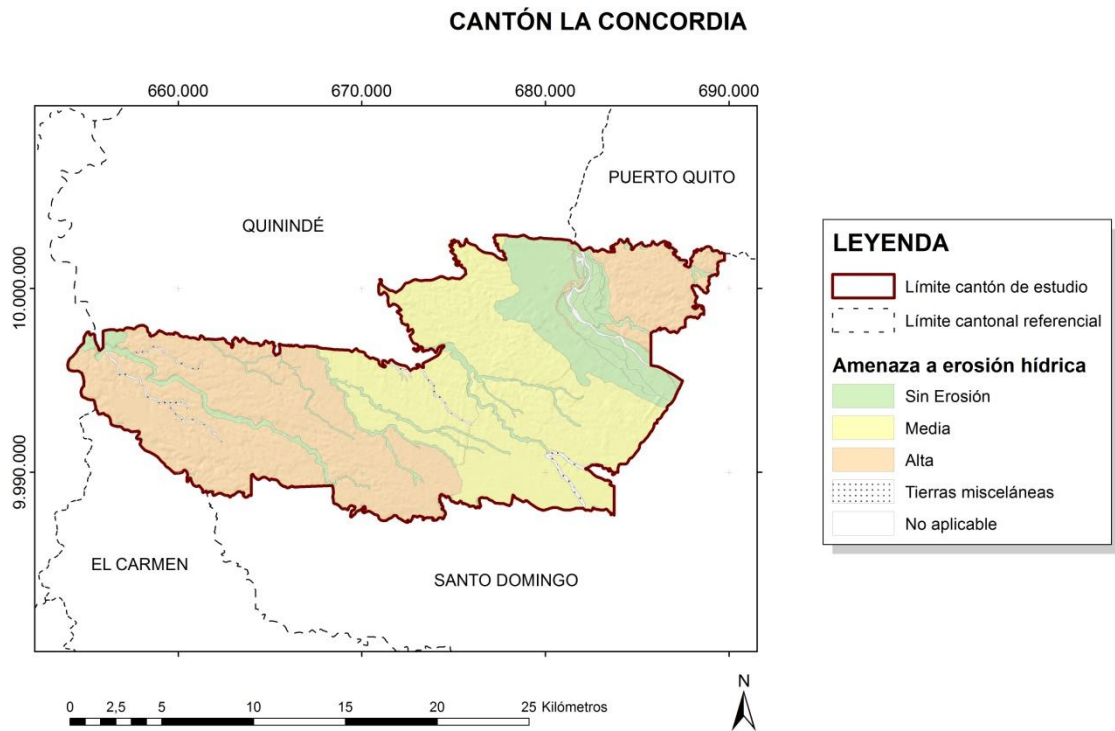 CANTÓN LA CONCORDIA
660.000
670.000
680.000
690.000
PUERTO QUITO
QUININDÉ
10.000.000
9.990.000
EL CARMEN
SANTO DOMINGO
LEYENDA
Límite cantón de estudio
Límite cantonal referencial
Amenaza a erosión hídrica
Sin Erosión
Media
Alta
Tierras misceláneas
No aplicable
0 2,5 5 10 15 20 25 Kilómetros
N